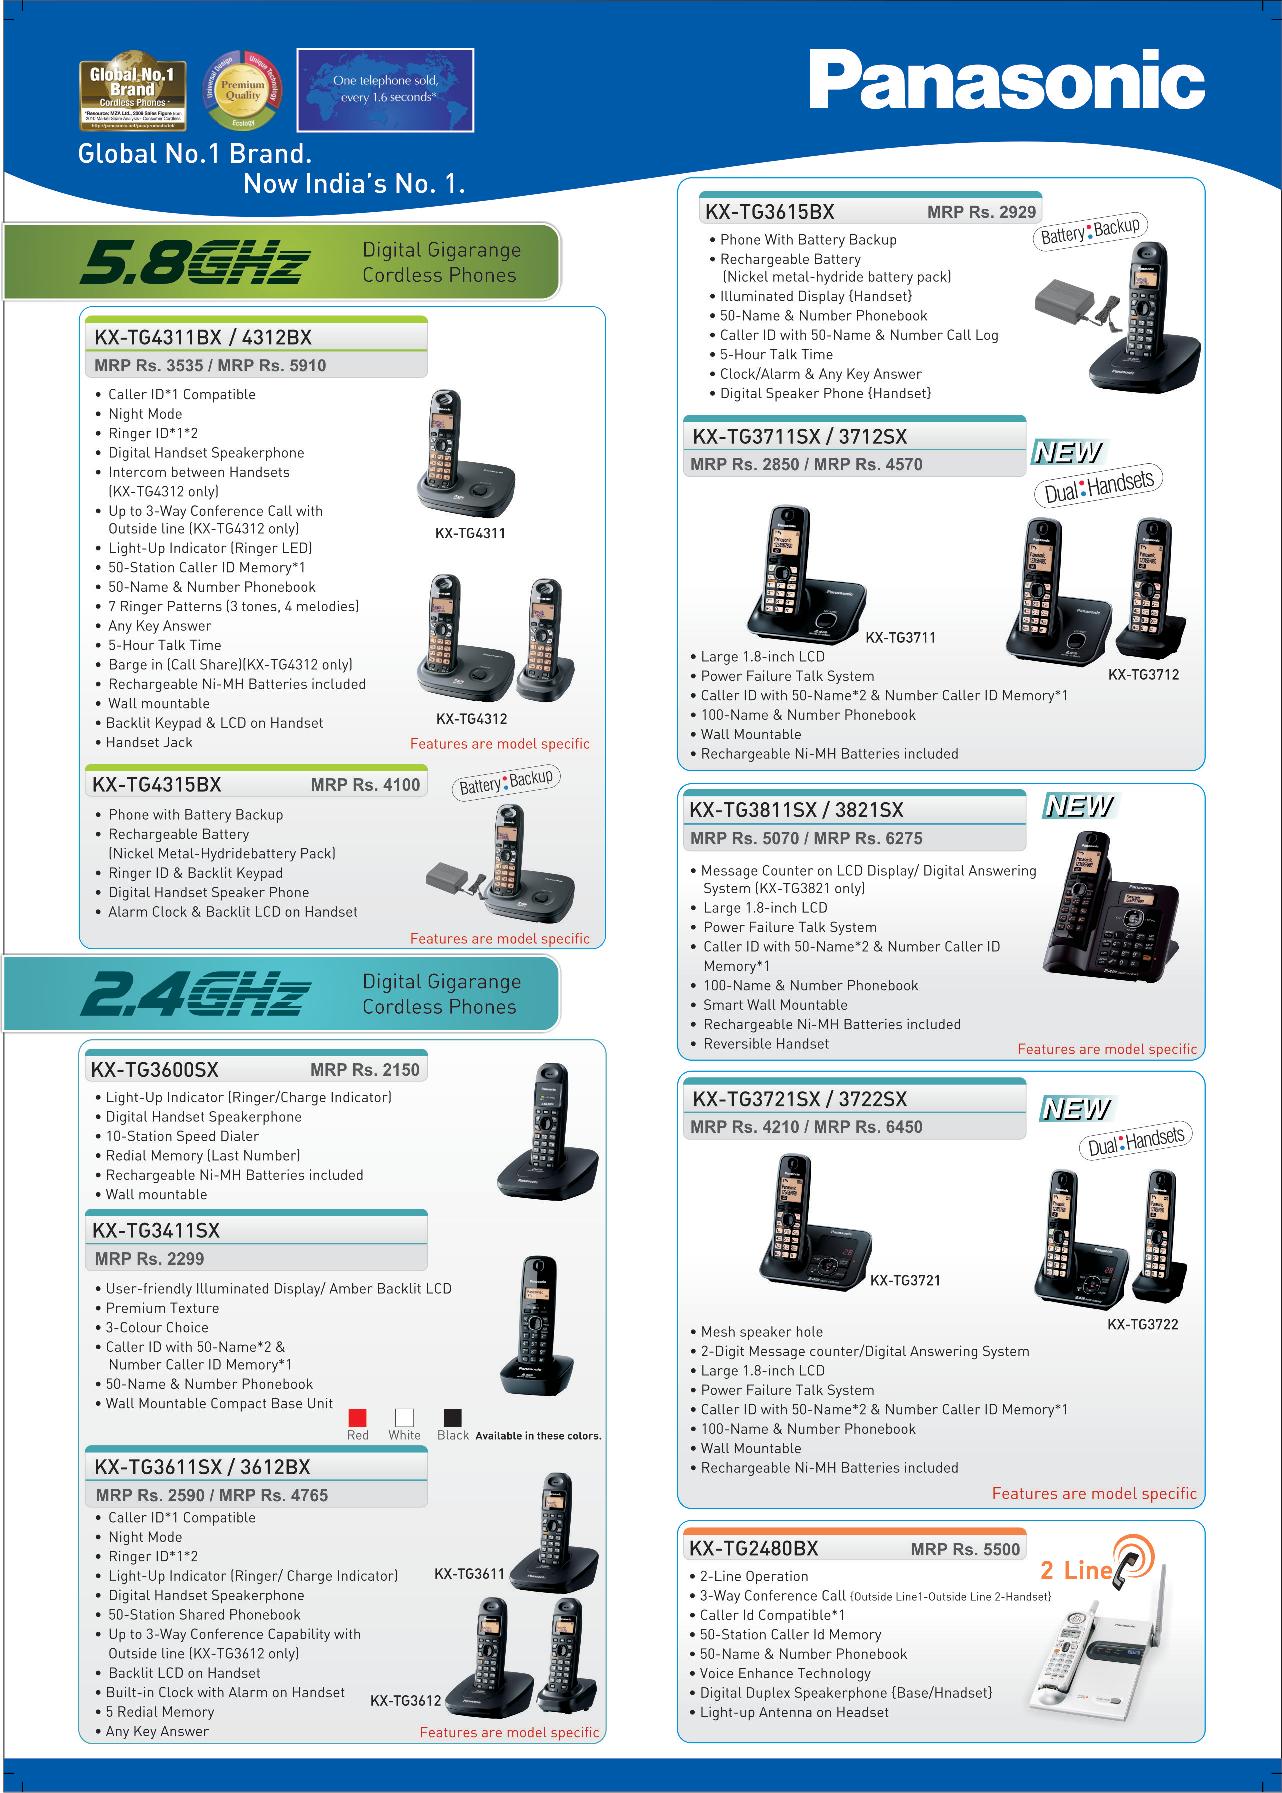 Global No.1
Brand
Cordless Phones*
Universal Design
Unique Technology
Premium
Quality
Ecology
One telephone sold,
every 1.6 seconds*
Panasonic
Global No.1 Brand.
Now India's No. 1.
5.8GHz
Digital Gigarange
Cordless Phones
KX-TG4311BX / 4312BX
MRP Rs. 3535 / MRP Rs. 5910
• Caller ID*1 Compatible
• Night Mode
• Ringer ID*1*2
• Digital Handset Speakerphone
• Intercom between Handsets
(KX-TG4312 only)
• Up to 3-Way Conference Call with
Outside line (KX-TG4312 only)
• Light-Up Indicator (Ringer LED)
• 50-Station Caller ID Memory*1
• 50-Name & Number Phonebook
• 7 Ringer Patterns (3 tones, 4 melodies)
• Any Key Answer
• 5-Hour Talk Time
• Barge in (Call Share)(KX-TG4312 only)
• Rechargeable Ni-MH Batteries included
• Wall mountable
• Backlit Keypad & LCD on Handset
• Handset Jack
KX-TG4311
KX-TG4312
Features are model specific
KX-TG4315BX MRP Rs. 4100
Battery:Backup
• Phone with Battery Backup
• Rechargeable Battery
(Nickel Metal-Hydridebattery Pack)
• Ringer ID & Backlit Keypad
• Digital Handset Speaker Phone
• Alarm Clock & Backlit LCD on Handset
Features are model specific
2.4GHz
Digital Gigarange
Cordless Phones
KX-TG3600SX MRP Rs. 2150
• Light-Up Indicator (Ringer/Charge Indicator)
• Digital Handset Speakerphone
• 10-Station Speed Dialer
• Redial Memory (Last Number)
• Rechargeable Ni-MH Batteries included
• Wall mountable
KX-TG3411SX
MRP Rs. 2299
• User-friendly Illuminated Display/ Amber Backlit LCD
• Premium Texture
• 3-Colour Choice
• Caller ID with 50-Name*2 &
Number Caller ID Memory*1
• 50-Name & Number Phonebook
• Wall Mountable Compact Base Unit
Red White Black Available in these colors.
KX-TG3611SX / 3612BX
MRP Rs. 2590 / MRP Rs. 4765
• Caller ID*1 Compatible
• Night Mode
• Ringer ID*1*2
• Light-Up Indicator (Ringer/ Charge Indicator)
• Digital Handset Speakerphone
• 50-Station Shared Phonebook
• Up to 3-Way Conference Capability with
Outside line (KX-TG3612 only)
• Backlit LCD on Handset
• Built-in Clock with Alarm on Handset
• 5 Redial Memory
• Any Key Answer
KX-TG3611
KX-TG3612
Features are model specific
KX-TG3615BX MRP Rs. 2929
Battery:Backup
• Phone With Battery Backup
• Rechargeable Battery
(Nickel metal-hydride battery pack)
• Illuminated Display {Handset}
• 50-Name & Number Phonebook
• Caller ID with 50-Name & Number Call Log
• 5-Hour Talk Time
• Clock/Alarm & Any Key Answer
• Digital Speaker Phone {Handset}
KX-TG3711SX / 3712SX
MRP Rs. 2850 / MRP Rs. 4570
NEW
Dual:Handsets
KX-TG3711
KX-TG3712
• Large 1.8-inch LCD
• Power Failure Talk System
• Caller ID with 50-Name*2 & Number Caller ID Memory*1
• 100-Name & Number Phonebook
• Wall Mountable
• Rechargeable Ni-MH Batteries included
KX-TG3811SX / 3821SX
MRP Rs. 5070 / MRP Rs. 6275
NEW
• Message Counter on LCD Display/ Digital Answering
System (KX-TG3821 only)
• Large 1.8-inch LCD
• Power Failure Talk System
• Caller ID with 50-Name*2 & Number Caller ID
Memory*1
• 100-Name & Number Phonebook
• Smart Wall Mountable
• Rechargeable Ni-MH Batteries included
• Reversible Handset
Features are model specific
KX-TG3721SX / 3722SX
MRP Rs. 4210 / MRP Rs. 6450
NEW
Dual:Handsets
KX-TG3721
KX-TG3722
• Mesh speaker hole
• 2-Digit Message counter/Digital Answering System
• Large 1.8-inch LCD
• Power Failure Talk System
• Caller ID with 50-Name*2 & Number Caller ID Memory*1
• 100-Name & Number Phonebook
• Wall Mountable
• Rechargeable Ni-MH Batteries included
Features are model specific
KX-TG2480BX MRP Rs. 5500
2 Line
• 2-Line Operation
• 3-Way Conference Call {Outside Line1-Outside Line 2-Handset}
• Caller Id Compatible*1
• 50-Station Caller Id Memory
• 50-Name & Number Phonebook
• Voice Enhance Technology
• Digital Duplex Speakerphone {Base/Hnadset}
• Light-up Antenna on Headset